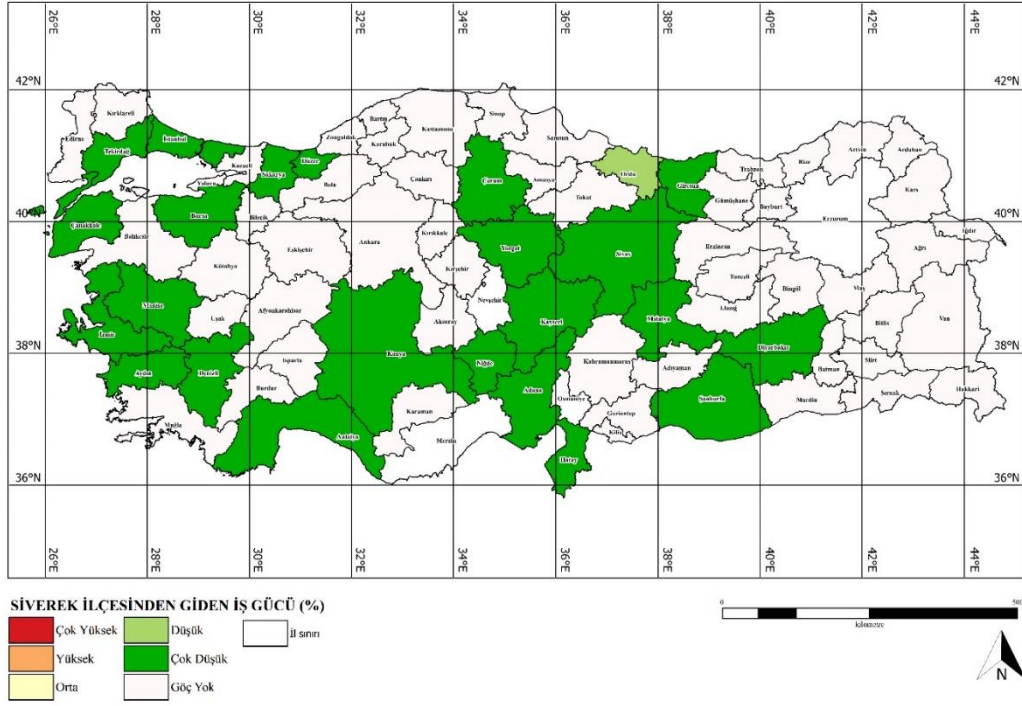 26°E 28°E 30°E 32°E 34°E 36°E 38°E 40°E 42°E 44°E
42°N 42°N
Kırklareli
Edirne
Tekirdağ
İstanbul
Kocaeli
Yalova
Sakarya
Düzce
Zonguldak
Bartın
Karabük
Kastamonu
Sinop
Samsun
Bolu
Çankırı
Çorum
Amasya
Tokat
Ordu
Giresun
Trabzon
Rize
Artvin
Ardahan
Gümüşhane
Bayburt
Kars
40°N 40°N
Çanakkale
Balıkesir
Bursa
Bilecik
Eskişehir
Ankara
Kırıkkale
Yozgat
Sivas
Erzincan
Erzurum
Ağrı
Iğdır
Kütahya
Kırşehir
Tunceli
Bingöl
Muş
Manisa
Uşak
Afyonkarahisar
Nevşehir
Kayseri
Malatya
Elazığ
Bitlis
Van
İzmir
Aksaray
38°N 38°N
Aydın
Denizli
Isparta
Konya
Niğde
Kahramanmaraş
Adıyaman
Diyarbakır
Batman
Siirt
Burdur
Adana
Osmaniye
Şanlıurfa
Mardin
Şırnak
Hakkari
Muğla
Antalya
Karaman
Mersin
Gaziantep
Kilis
Hatay
36°N 36°N
26°E 28°E 30°E 32°E 34°E 36°E 38°E 40°E 42°E 44°E
SİVEREK İLÇESİNDEN GİDEN İŞ GÜCÜ (%)
Çok Yüksek Düşük İl sınırı
Yüksek Çok Düşük
Orta Göç Yok
0 500
kilometre
N